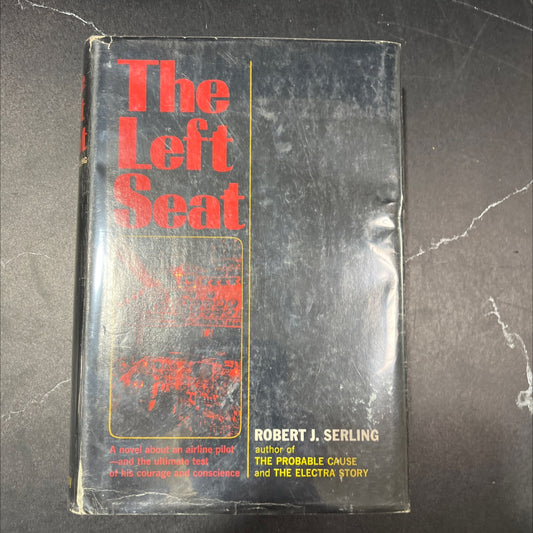 The
Left
Seat
A novel about an airline pilot
—and the ultimate test
of his courage and conscience
ROBERT J. SERLING
author of
THE PROBABLE CAUSE
and THE ELECTRA STORY